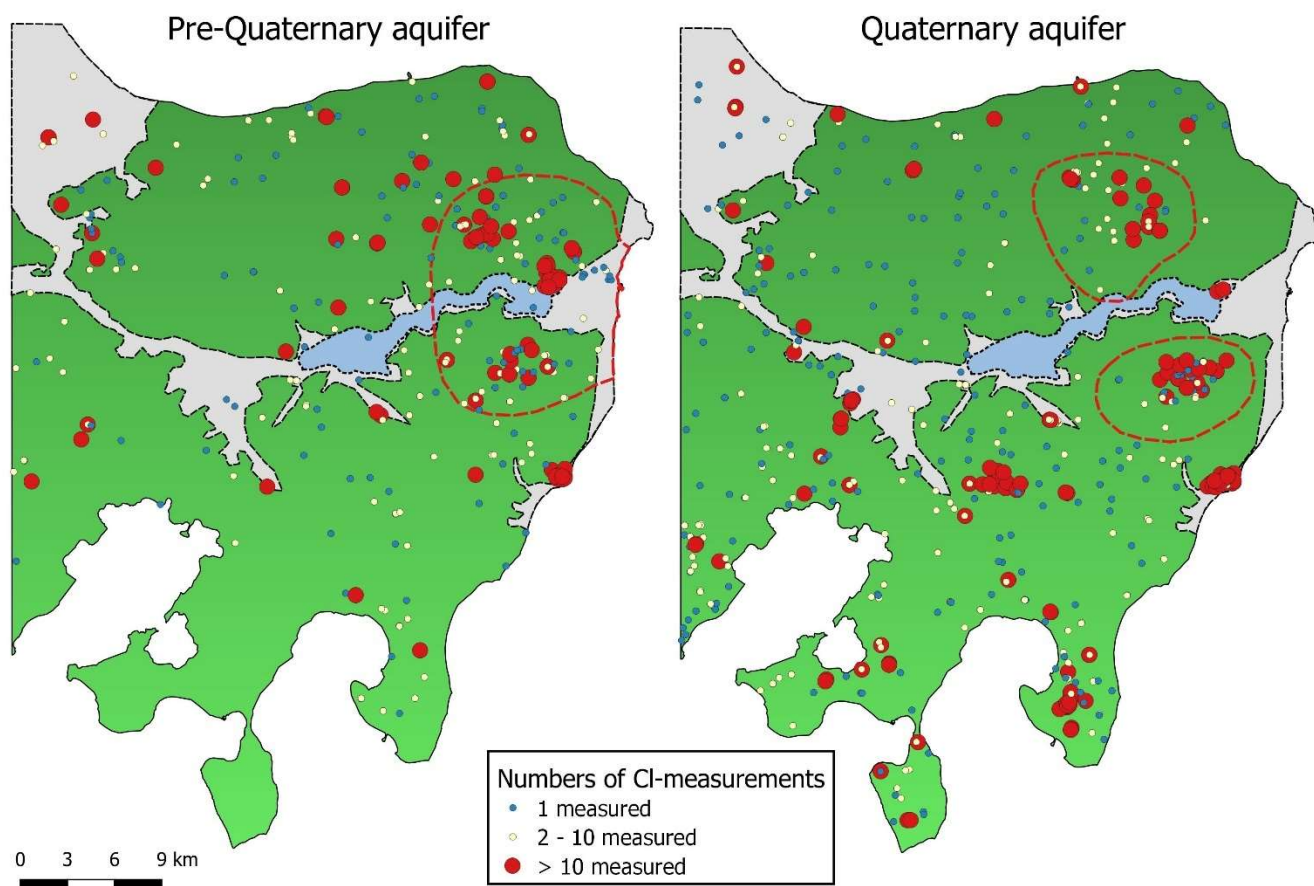 Pre-Quaternary aquifer
Quaternary aquifer
Numbers of Cl-measurements
1 measured
2 - 10 measured
> 10 measured
0 3 6 9 km